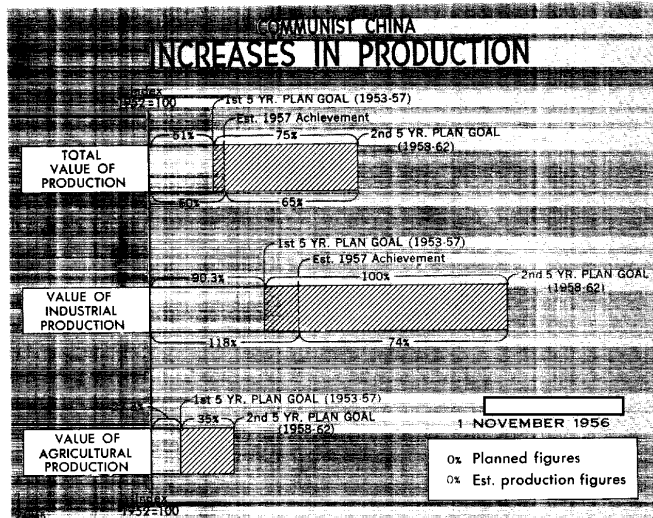 COMMUNIST CHINA
INCREASES IN PRODUCTION
Index
1952=100
1st 5 YR. PLAN GOAL (1953-57)
Est. 1957 Achievement
51% 75%
2nd 5 YR. PLAN GOAL
(1958-62)
TOTAL
VALUE OF
PRODUCTION
60% 65%
1st 5 YR. PLAN GOAL (1953-57)
Est. 1957 Achievement
90.3% 100%
2nd 5 YR. PLAN GOAL
(1958-62)
VALUE OF
INDUSTRIAL
PRODUCTION
118% 74%
1st 5 YR. PLAN GOAL (1953-57)
35%
2nd 5 YR. PLAN GOAL
(1958-62)
VALUE OF
AGRICULTURAL
PRODUCTION
1 NOVEMBER 1956
0% Planned figures
0% Est. production figures
Index
1952=100